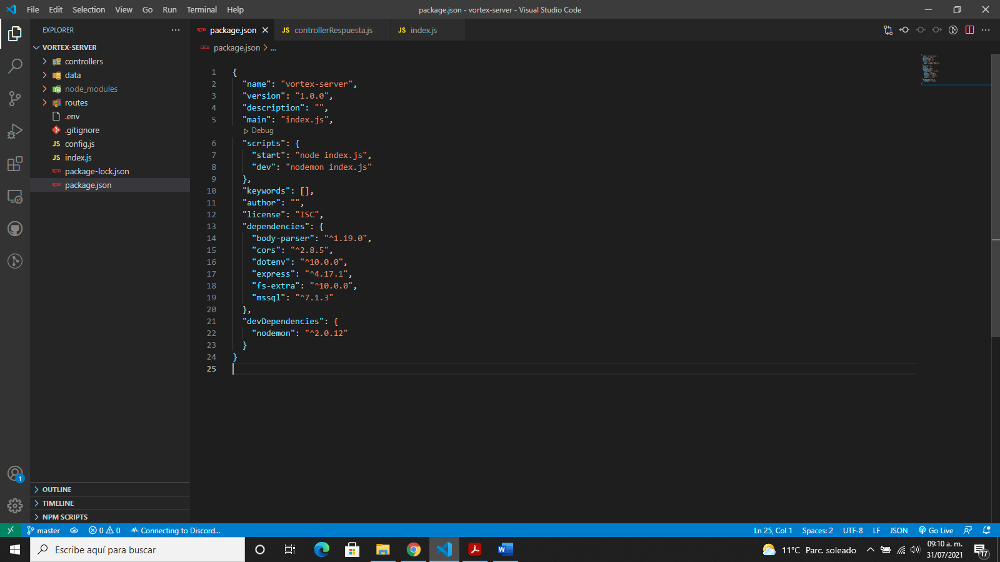 File Edit Selection View Go Run Terminal Help
package.json - vortex-server - Visual Studio Code
EXPLORER
VORTEX-SERVER
controllers
data
node_modules
routes
.env
.gitignore
JS config.js
JS index.js
package-lock.json
package.json
OUTLINE
TIMELINE
NPM SCRIPTS
1
package.json
JS controllerRespuesta.js
JS index.js
package.json > ...
1 {
2 "name": "vortex-server",
3 "version": "1.0.0",
4 "description": "",
5 "main": "index.js",
Debug
6 "scripts": {
7 "start": "node index.js",
8 "dev": "nodemon index.js"
9 },
10 "keywords": [],
11 "author": "",
12 "license": "ISC",
13 "dependencies": {
14 "body-parser": "^1.19.0",
15 "cors": "^2.8.5",
16 "dotenv": "^10.0.0",
17 "express": "^4.17.1",
18 "fs-extra": "^10.0.0",
19 "mssql": "^7.1.3"
20 },
21 "devDependencies": {
22 "nodemon": "^2.0.12"
23 }
24 }
25
master 0 0 Connecting to Discord...
Ln 25, Col 1 Spaces: 2 UTF-8 LF JSON Go Live
Escribe aquí para buscar
11°C Parc. soleado
09:10 a. m.
31/07/2021
17